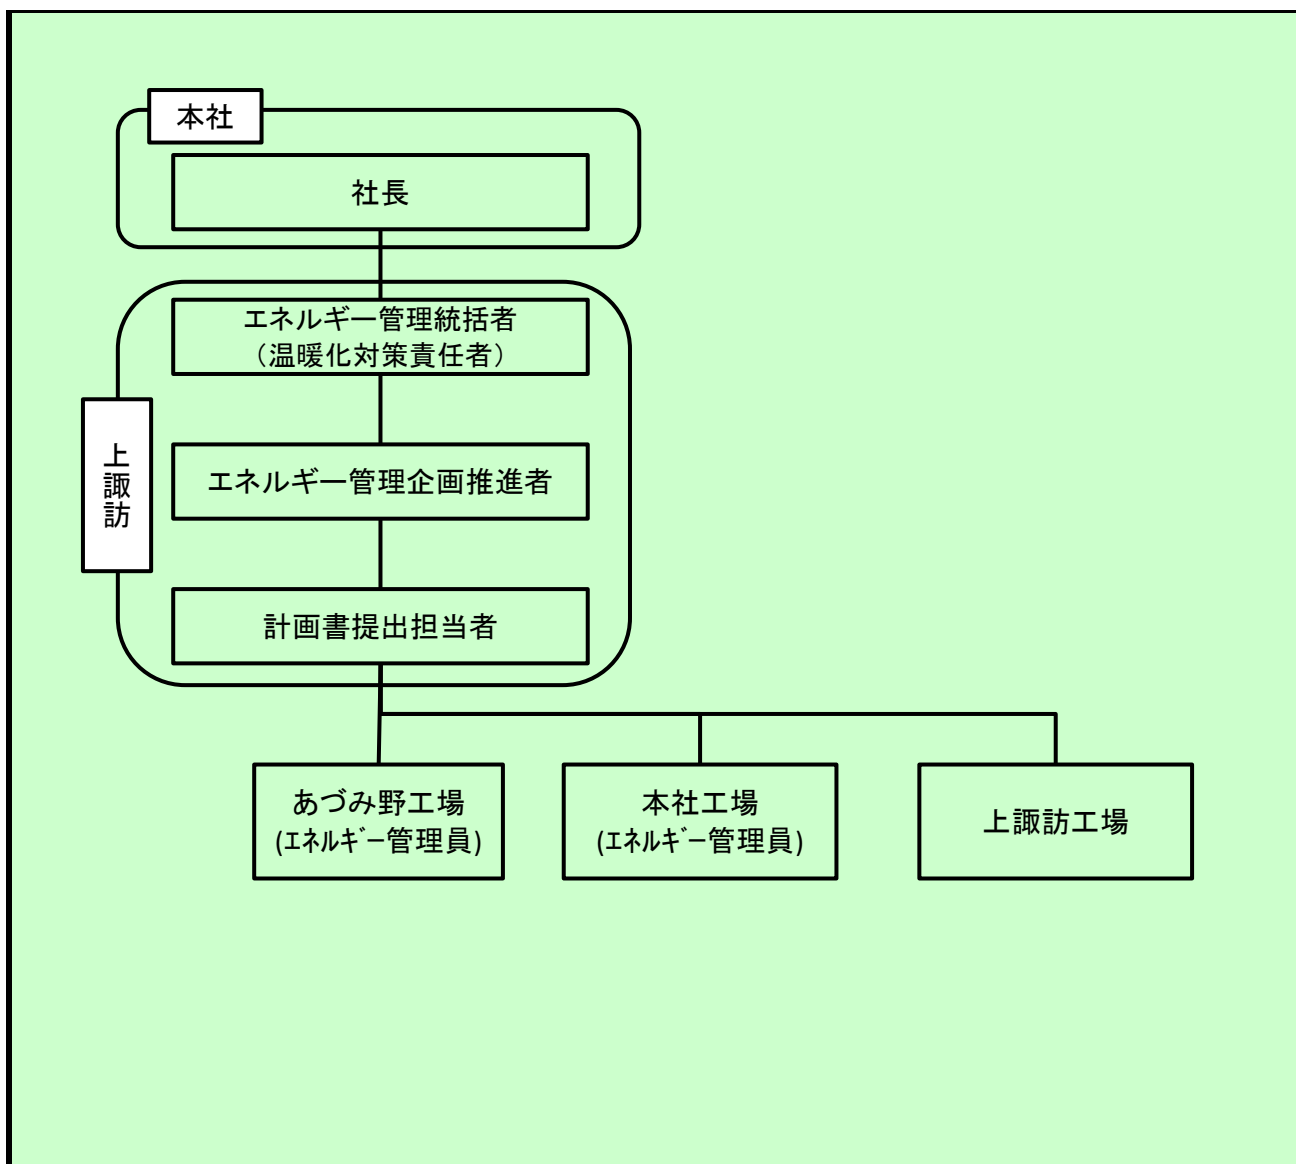 本社
社長
エネルギー管理統括者
（温暖化対策責任者）
上諏訪
エネルギー管理企画推進者
計画書提出担当者
あづみ野工場
(ｴﾈﾙｷﾞｰ管理員)
本社工場
(ｴﾈﾙｷﾞｰ管理員)
上諏訪工場